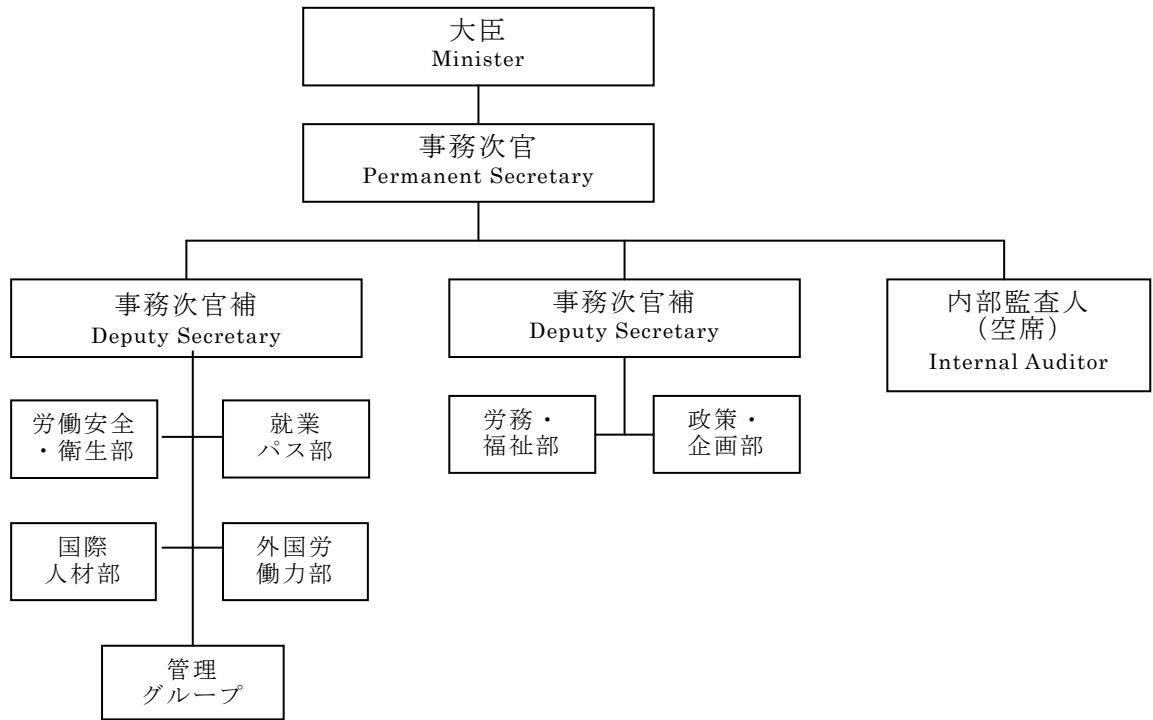 大臣
Minister
事務次官
Permanent Secretary
事務次官補
Deputy Secretary
事務次官補
Deputy Secretary
内部監査人
（空席）
Internal Auditor
労働安全
・衛生部
就業
パス部
労務・
福祉部
政策・
企画部
国際
人材部
外国労
働力部
管理
グループ